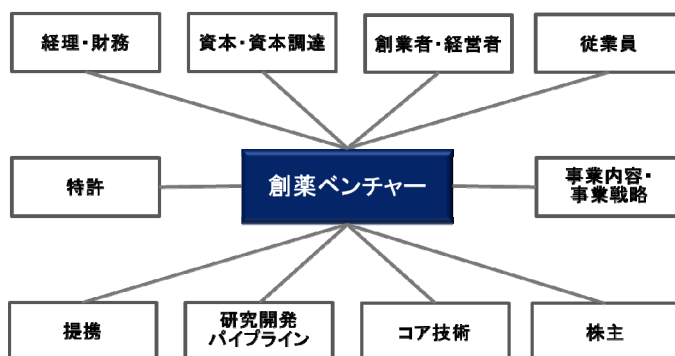 経理・財務
資本・資本調達
創業者・経営者
従業員
特許
創薬ベンチャー
事業内容・
事業戦略
提携
研究開発
パイプライン
コア技術
株主